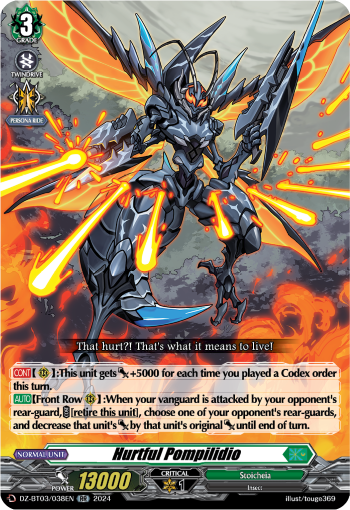 3
GRADE
TWINDRIVE
PERSONA RIDE
That hurt?! That's what it means to live!
CONT【 】:This unit gets +5000 for each time you played a Codex order
this turn.
AUTO【Front Row 】:When your vanguard is attacked by your opponent's
rear-guard, [retire this unit], choose one of your opponent's rear-guards,
and decrease that unit's by that unit's original until end of turn.
NORMAL UNIT
Hurtful Pompilidio
POWER 13000
CRITICAL
1
Stoicheia
Insect
D-BT03/038EN RR 2024
illust/touge369